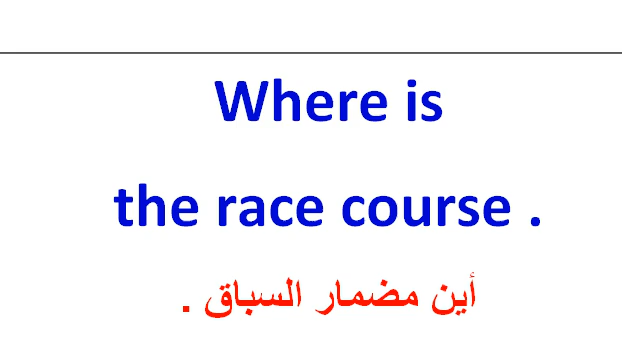 Where is
the race course .
أين مضمار السباق .